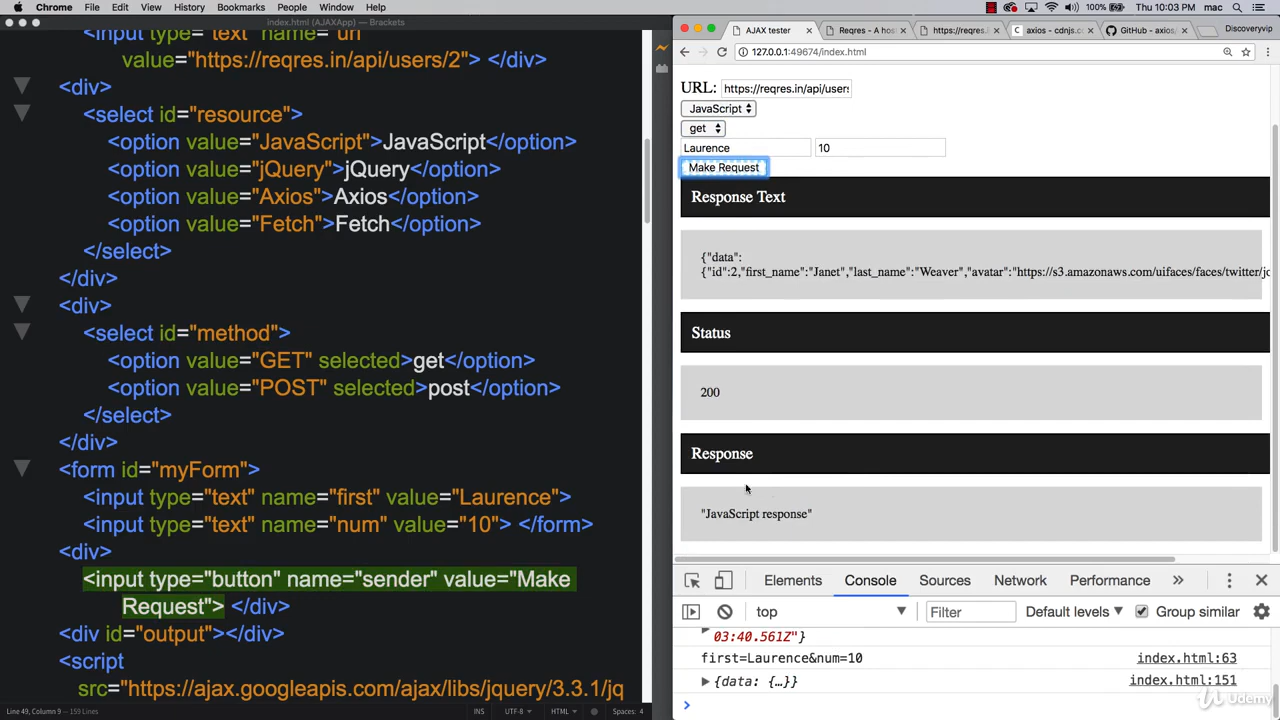 Chrome File Edit View History Bookmarks People Window Help 100% Thu 10:03 PM mac
index.html (AJAXApp) — Brackets
<input type="text" name="url"
value="https://reqres.in/api/users/2"> </div>
<div>
<select id="resource">
<option value="JavaScript">JavaScript</option>
<option value="jQuery">jQuery</option>
<option value="Axios">Axios</option>
<option value="Fetch">Fetch</option>
</select>
</div>
<div>
<select id="method">
<option value="GET" selected>get</option>
<option value="POST" selected>post</option>
</select>
</div>
<form id="myForm">
<input type="text" name="first" value="Laurence">
<input type="text" name="num" value="10"> </form>
<div>
<input type="button" name="sender" value="Make
Request"> </div>
<div id="output"></div>
<script
src="https://ajax.googleapis.com/ajax/libs/jquery/3.3.1/jq
Line 49, Column 9 — 159 Lines
INS UTF-8 HTML Spaces: 4
AJAX tester Reqres - A hos https://reqres.in axios - cdnjs.com GitHub - axios/ Discoveryvip
127.0.0.1:49674/index.html
URL: https://reqres.in/api/users
JavaScript
get
Laurence 10
Make Request
Response Text
{"data":
{"id":2,"first_name":"Janet","last_name":"Weaver","avatar":"https://s3.amazonaws.com/uifaces/faces/twitter/jo
Status
200
Response
"JavaScript response"
Elements Console Sources Network Performance »
top Filter Default levels Group similar
03:40.561Z"}
first=Laurence&num=10 index.html:63
{data: {…}} index.html:151
Udemy